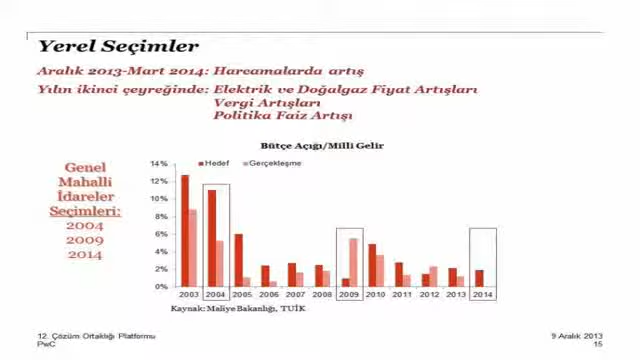 Yerel Seçimler
Aralık 2013-Mart 2014: Harcamalarda artış
Yılın ikinci çeyreğinde: Elektrik ve Doğalgaz Fiyat Artışları
Vergi Artışları
Politika Faiz Artışı
Bütçe Açığı/Milli Gelir
Genel
Mahalli
İdareler
Seçimleri:
2004
2009
2014
Hedef Gerçekleşme
14%
12%
10%
8%
6%
4%
2%
0%
2003 2004 2005 2006 2007 2008 2009 2010 2011 2012 2013 2014
Kaynak: Maliye Bakanlığı, TUİK
12. Çözüm Ortaklığı Platformu
PwC
9 Aralık 2013
15